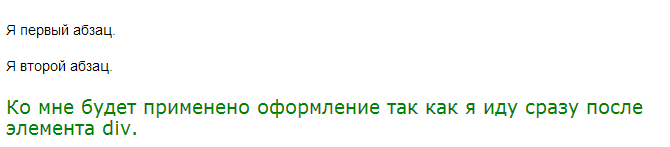 Я первый абзац.
Я второй абзац.
Ко мне будет применено оформление так как я иду сразу после
элемента div.